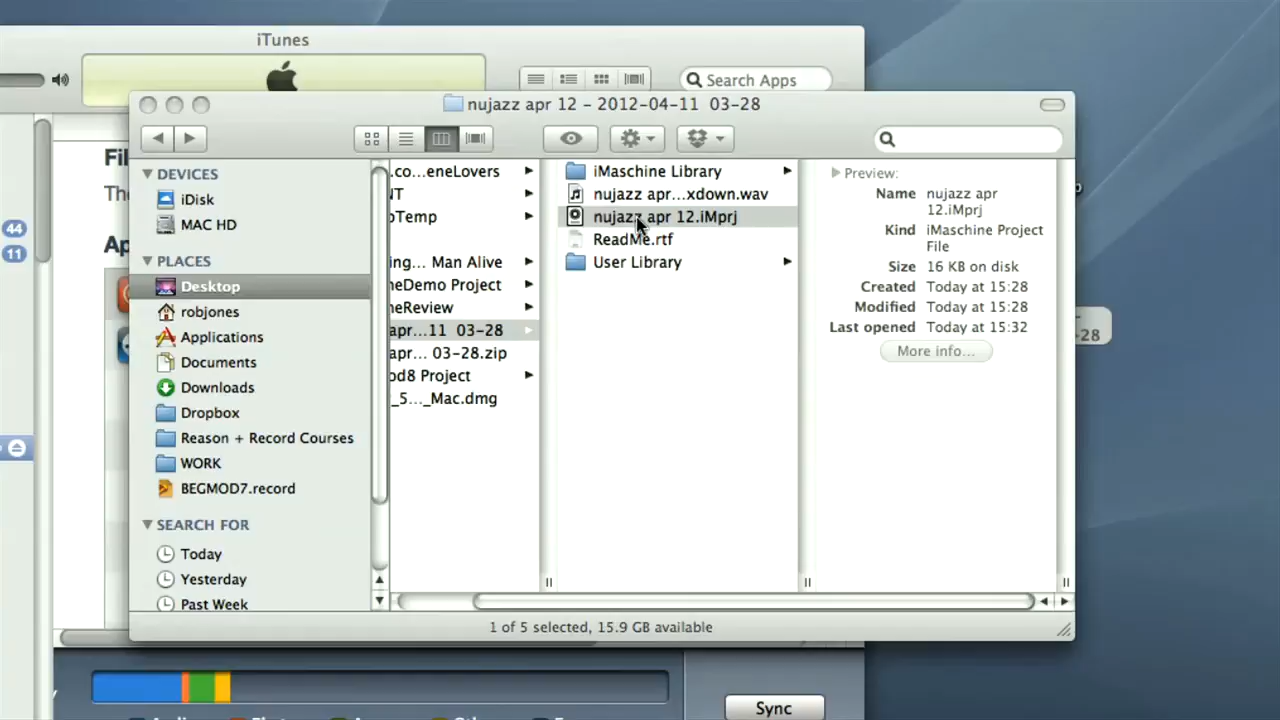 iTunes
Search Apps
nujazz apr 12 – 2012-04-11 03-28
Fil
The
Ap
44
11
DEVICES
iDisk
MAC HD
PLACES
Desktop
robjones
Applications
Documents
Downloads
Dropbox
Reason + Record Courses
WORK
BEGMOD7.record
SEARCH FOR
Today
Yesterday
Past Week
.co...eneLovers
NT
oTemp
ing... Man Alive
neDemo Project
neReview
apr...11 03-28
apr... 03-28.zip
od8 Project
_5..._Mac.dmg
iMaschine Library
nujazz apr...xdown.wav
nujazz apr 12.iMprj
ReadMe.rtf
User Library
Preview:
Name nujazz apr
12.iMprj
Kind iMaschine Project
File
Size 16 KB on disk
Created Today at 15:28
Modified Today at 15:28
Last opened Today at 15:32
More info...
-28
1 of 5 selected, 15.9 GB available
Sync